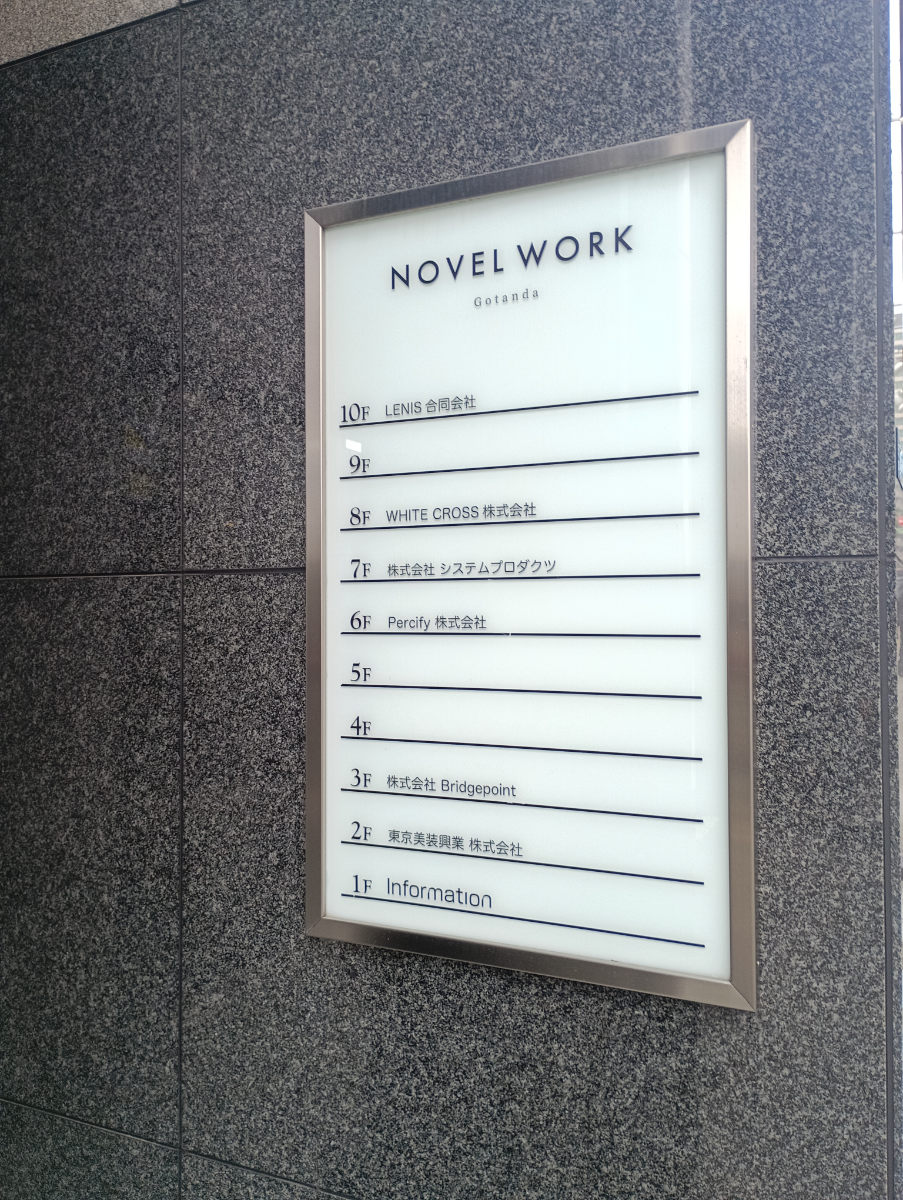 NOVEL WORK
Gotanda
10F LENIS 合同会社
9F
8F WHITE CROSS 株式会社
7F 株式会社 システムプロダクツ
6F Percify 株式会社
5F
4F
3F 株式会社 Bridgepoint
2F 東京美装興業 株式会社
1F Information